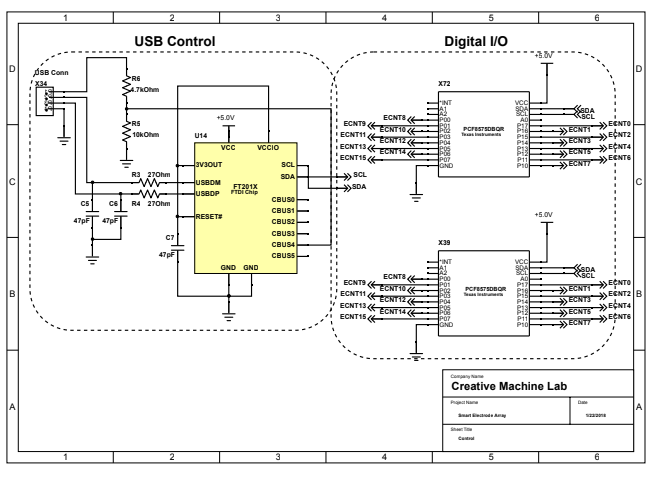 1 2 3 4 5 6
D
C
B
A
USB Control
USB Conn
X34
R6
4.7kOhm
R5
10kOhm
R3 27Ohm
R4 27Ohm
C5
47pF
C6
47pF
C7
47pF
+5.0V
U14
VCC VCCIO
3V3OUT
USBDM
USBDP
RESET#
FT201X
FTDI Chip
SCL
SDA
CBUS0
CBUS1
CBUS2
CBUS3
CBUS4
CBUS5
GND GND
SCL
SDA
Digital I/O
+5.0V
X72
*INT
A1
A2
P00
P01
P02
P03
P04
P05
P06
P07
GND
PCF8575DBQR
Texas Instruments
VCC
SDA
SCL
A0
P17
P16
P15
P14
P13
P12
P11
P10
ECNT8
ECNT9
ECNT10
ECNT11
ECNT12
ECNT13
ECNT14
ECNT15
SDA
SCL
ECNT0
ECNT1
ECNT2
ECNT3
ECNT4
ECNT5
ECNT6
ECNT7
+5.0V
X39
*INT
A1
A2
P00
P01
P02
P03
P04
P05
P06
P07
GND
PCF8575DBQR
Texas Instruments
VCC
SDA
SCL
A0
P17
P16
P15
P14
P13
P12
P11
P10
ECNT8
ECNT9
ECNT10
ECNT11
ECNT12
ECNT13
ECNT14
ECNT15
SDA
SCL
ECNT0
ECNT1
ECNT2
ECNT3
ECNT4
ECNT5
ECNT6
ECNT7
Company Name
Creative Machine Lab
Project Name
Smart Electrode Array
Date
1/22/2016
Sheet Title
Control
D
C
B
A
1 2 3 4 5 6